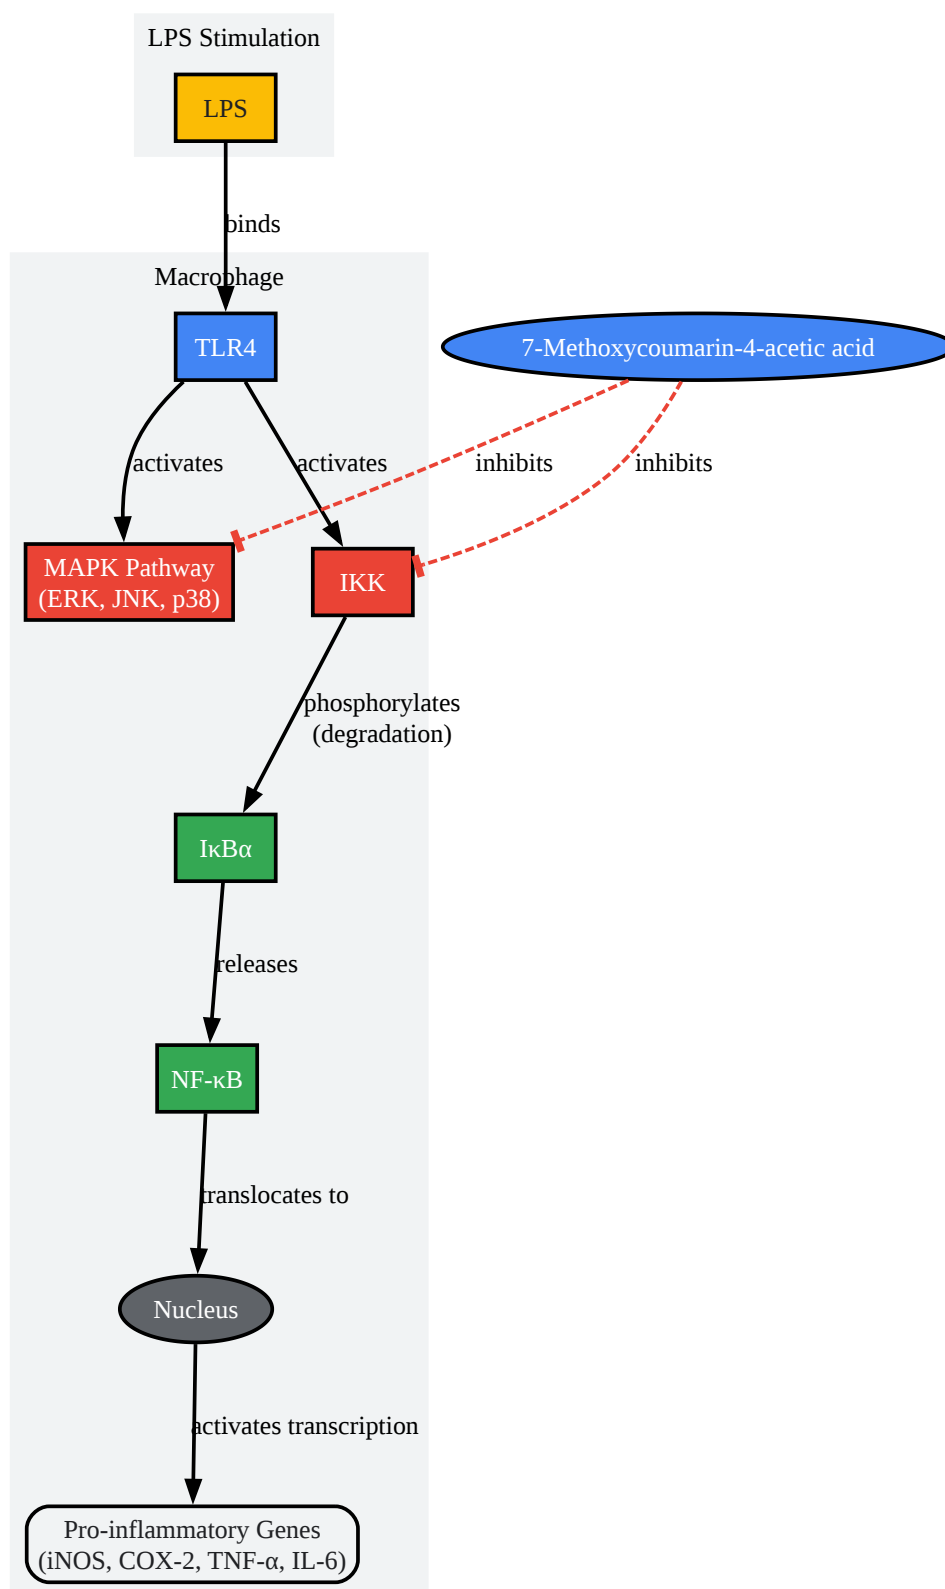 LPS Stimulation
LPS
binds
Macrophage
TLR4
7-Methoxycoumarin-4-acetic acid
activates
activates
inhibits
inhibits
MAPK Pathway
(ERK, JNK, p38)
IKK
phosphorylates
(degradation)
IκBα
releases
NF-κB
translocates to
Nucleus
activates transcription
Pro-inflammatory Genes
(iNOS, COX-2, TNF-α, IL-6)